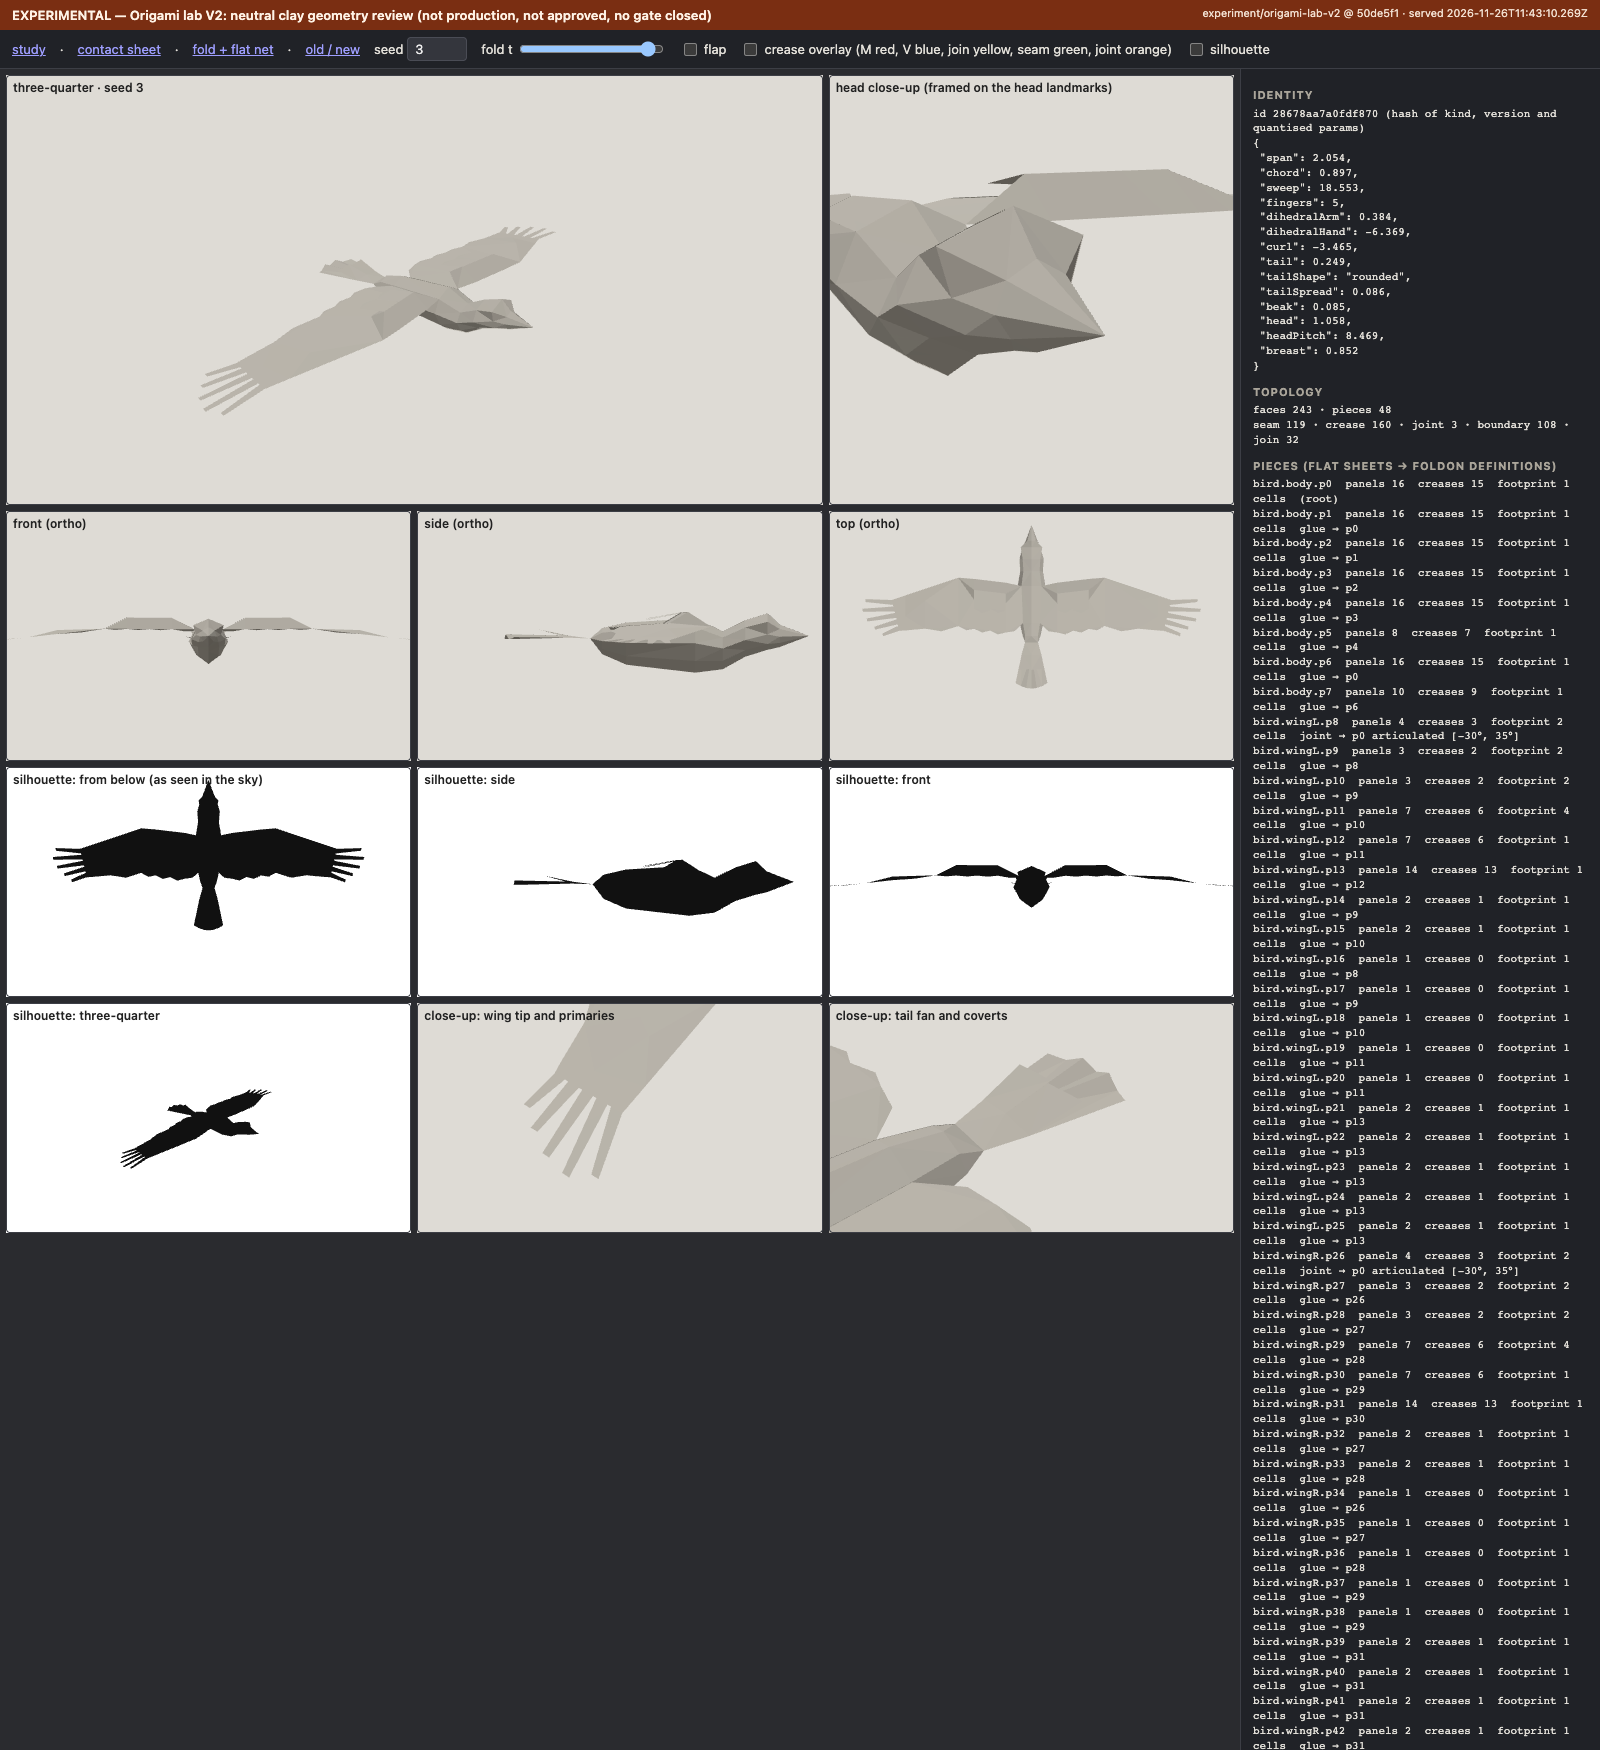 EXPERIMENTAL — Origami lab V2: neutral clay geometry review (not production, not approved, no gate closed)
experiment/origami-lab-v2 @ 50de5f1 · served 2026-11-26T11:43:10.269Z
study · contact sheet · fold + flat net · old / new seed 3 fold t flap crease overlay (M red, V blue, join yellow, seam green, joint orange) silhouette
three-quarter · seed 3
head close-up (framed on the head landmarks)
front (ortho)
side (ortho)
top (ortho)
silhouette: from below (as seen in the sky)
silhouette: side
silhouette: front
silhouette: three-quarter
close-up: wing tip and primaries
close-up: tail fan and coverts
IDENTITY
id 28678aa7a0fdf870 (hash of kind, version and
quantised params)
{
"span": 2.054,
"chord": 0.897,
"sweep": 18.553,
"fingers": 5,
"dihedralArm": 0.384,
"dihedralHand": −6.369,
"curl": −3.465,
"tail": 0.249,
"tailShape": "rounded",
"tailSpread": 0.086,
"beak": 0.085,
"head": 1.058,
"headPitch": 8.469,
"breast": 0.852
}
TOPOLOGY
faces 243 · pieces 48
seam 119 · crease 160 · joint 3 · boundary 108 ·
join 32
PIECES (FLAT SHEETS → FOLDON DEFINITIONS)
bird.body.p0 panels 16 creases 15 footprint 1
cells (root)
bird.body.p1 panels 16 creases 15 footprint 1
cells glue → p0
bird.body.p2 panels 16 creases 15 footprint 1
cells glue → p1
bird.body.p3 panels 16 creases 15 footprint 1
cells glue → p2
bird.body.p4 panels 16 creases 15 footprint 1
cells glue → p3
bird.body.p5 panels 8 creases 7 footprint 1
cells glue → p4
bird.body.p6 panels 16 creases 15 footprint 1
cells glue → p0
bird.body.p7 panels 10 creases 9 footprint 1
cells glue → p6
bird.wingL.p8 panels 4 creases 3 footprint 2
cells joint → p0 articulated [−30°, 35°]
bird.wingL.p9 panels 3 creases 2 footprint 2
cells glue → p8
bird.wingL.p10 panels 3 creases 2 footprint 2
cells glue → p9
bird.wingL.p11 panels 7 creases 6 footprint 4
cells glue → p10
bird.wingL.p12 panels 7 creases 6 footprint 1
cells glue → p11
bird.wingL.p13 panels 14 creases 13 footprint 1
cells glue → p12
bird.wingL.p14 panels 2 creases 1 footprint 1
cells glue → p9
bird.wingL.p15 panels 2 creases 1 footprint 1
cells glue → p10
bird.wingL.p16 panels 1 creases 0 footprint 1
cells glue → p8
bird.wingL.p17 panels 1 creases 0 footprint 1
cells glue → p9
bird.wingL.p18 panels 1 creases 0 footprint 1
cells glue → p10
bird.wingL.p19 panels 1 creases 0 footprint 1
cells glue → p11
bird.wingL.p20 panels 1 creases 0 footprint 1
cells glue → p11
bird.wingL.p21 panels 2 creases 1 footprint 1
cells glue → p13
bird.wingL.p22 panels 2 creases 1 footprint 1
cells glue → p13
bird.wingL.p23 panels 2 creases 1 footprint 1
cells glue → p13
bird.wingL.p24 panels 2 creases 1 footprint 1
cells glue → p13
bird.wingL.p25 panels 2 creases 1 footprint 1
cells glue → p13
bird.wingR.p26 panels 4 creases 3 footprint 2
cells joint → p0 articulated [−30°, 35°]
bird.wingR.p27 panels 3 creases 2 footprint 2
cells glue → p26
bird.wingR.p28 panels 3 creases 2 footprint 2
cells glue → p27
bird.wingR.p29 panels 7 creases 6 footprint 4
cells glue → p28
bird.wingR.p30 panels 7 creases 6 footprint 1
cells glue → p29
bird.wingR.p31 panels 14 creases 13 footprint 1
cells glue → p30
bird.wingR.p32 panels 2 creases 1 footprint 1
cells glue → p27
bird.wingR.p33 panels 2 creases 1 footprint 1
cells glue → p28
bird.wingR.p34 panels 1 creases 0 footprint 1
cells glue → p26
bird.wingR.p35 panels 1 creases 0 footprint 1
cells glue → p27
bird.wingR.p36 panels 1 creases 0 footprint 1
cells glue → p28
bird.wingR.p37 panels 1 creases 0 footprint 1
cells glue → p29
bird.wingR.p38 panels 1 creases 0 footprint 1
cells glue → p29
bird.wingR.p39 panels 2 creases 1 footprint 1
cells glue → p31
bird.wingR.p40 panels 2 creases 1 footprint 1
cells glue → p31
bird.wingR.p41 panels 2 creases 1 footprint 1
cells glue → p31
bird.wingR.p42 panels 2 creases 1 footprint 1
cells glue → p31